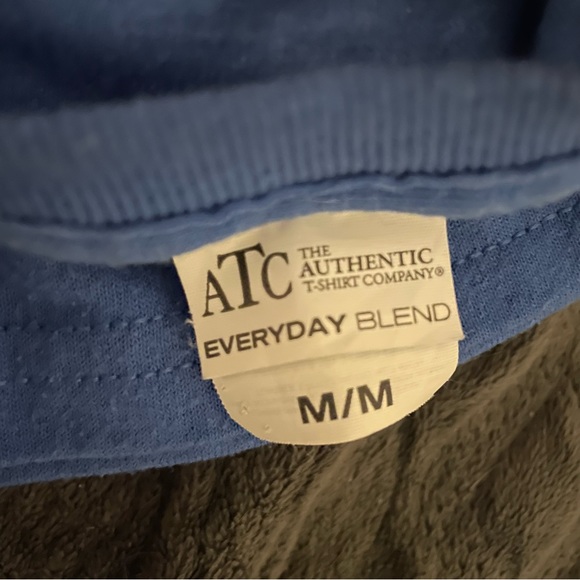 ATC THE
AUTHENTIC
T-SHIRT COMPANY®
EVERYDAY BLEND
M/M